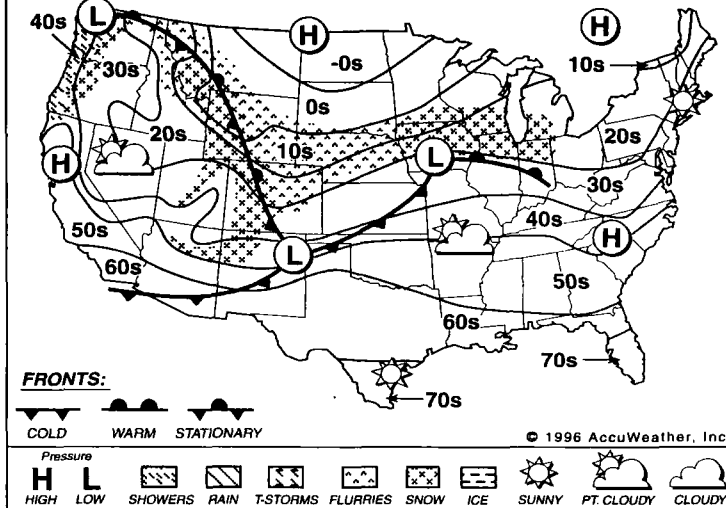 40s L H H
-0s 10s
30s
0s
20s 20s
10s L
H 30s
40s
50s H
L
60s 50s
60s
70s
FRONTS: 70s
COLD WARM STATIONARY
© 1996 AccuWeather, Inc
Pressure
H L
HIGH LOW SHOWERS RAIN T-STORMS FLURRIES SNOW ICE SUNNY PT. CLOUDY CLOUDY